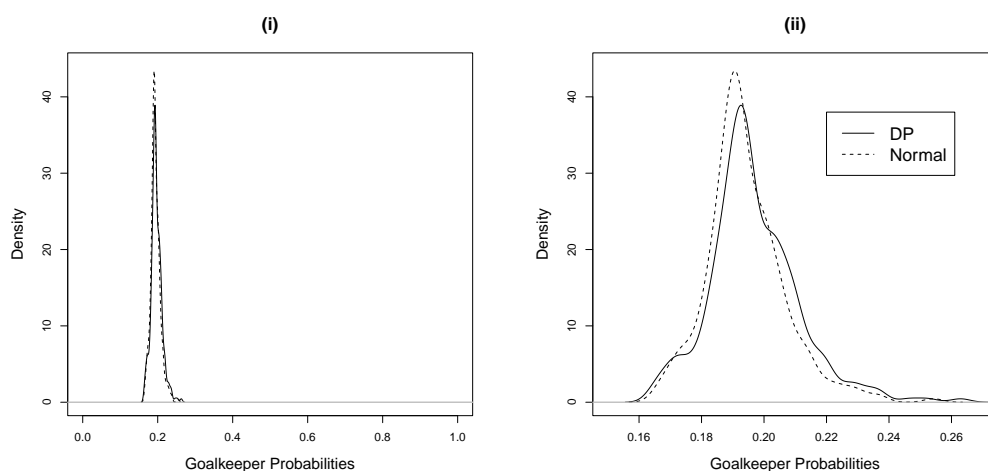 (i)
Density
0 10 20 30 40
0.0 0.2 0.4 0.6 0.8 1.0
Goalkeeper Probabilities
(ii)
Density
0 10 20 30 40
DP
Normal
0.16 0.18 0.20 0.22 0.24 0.26
Goalkeeper Probabilities